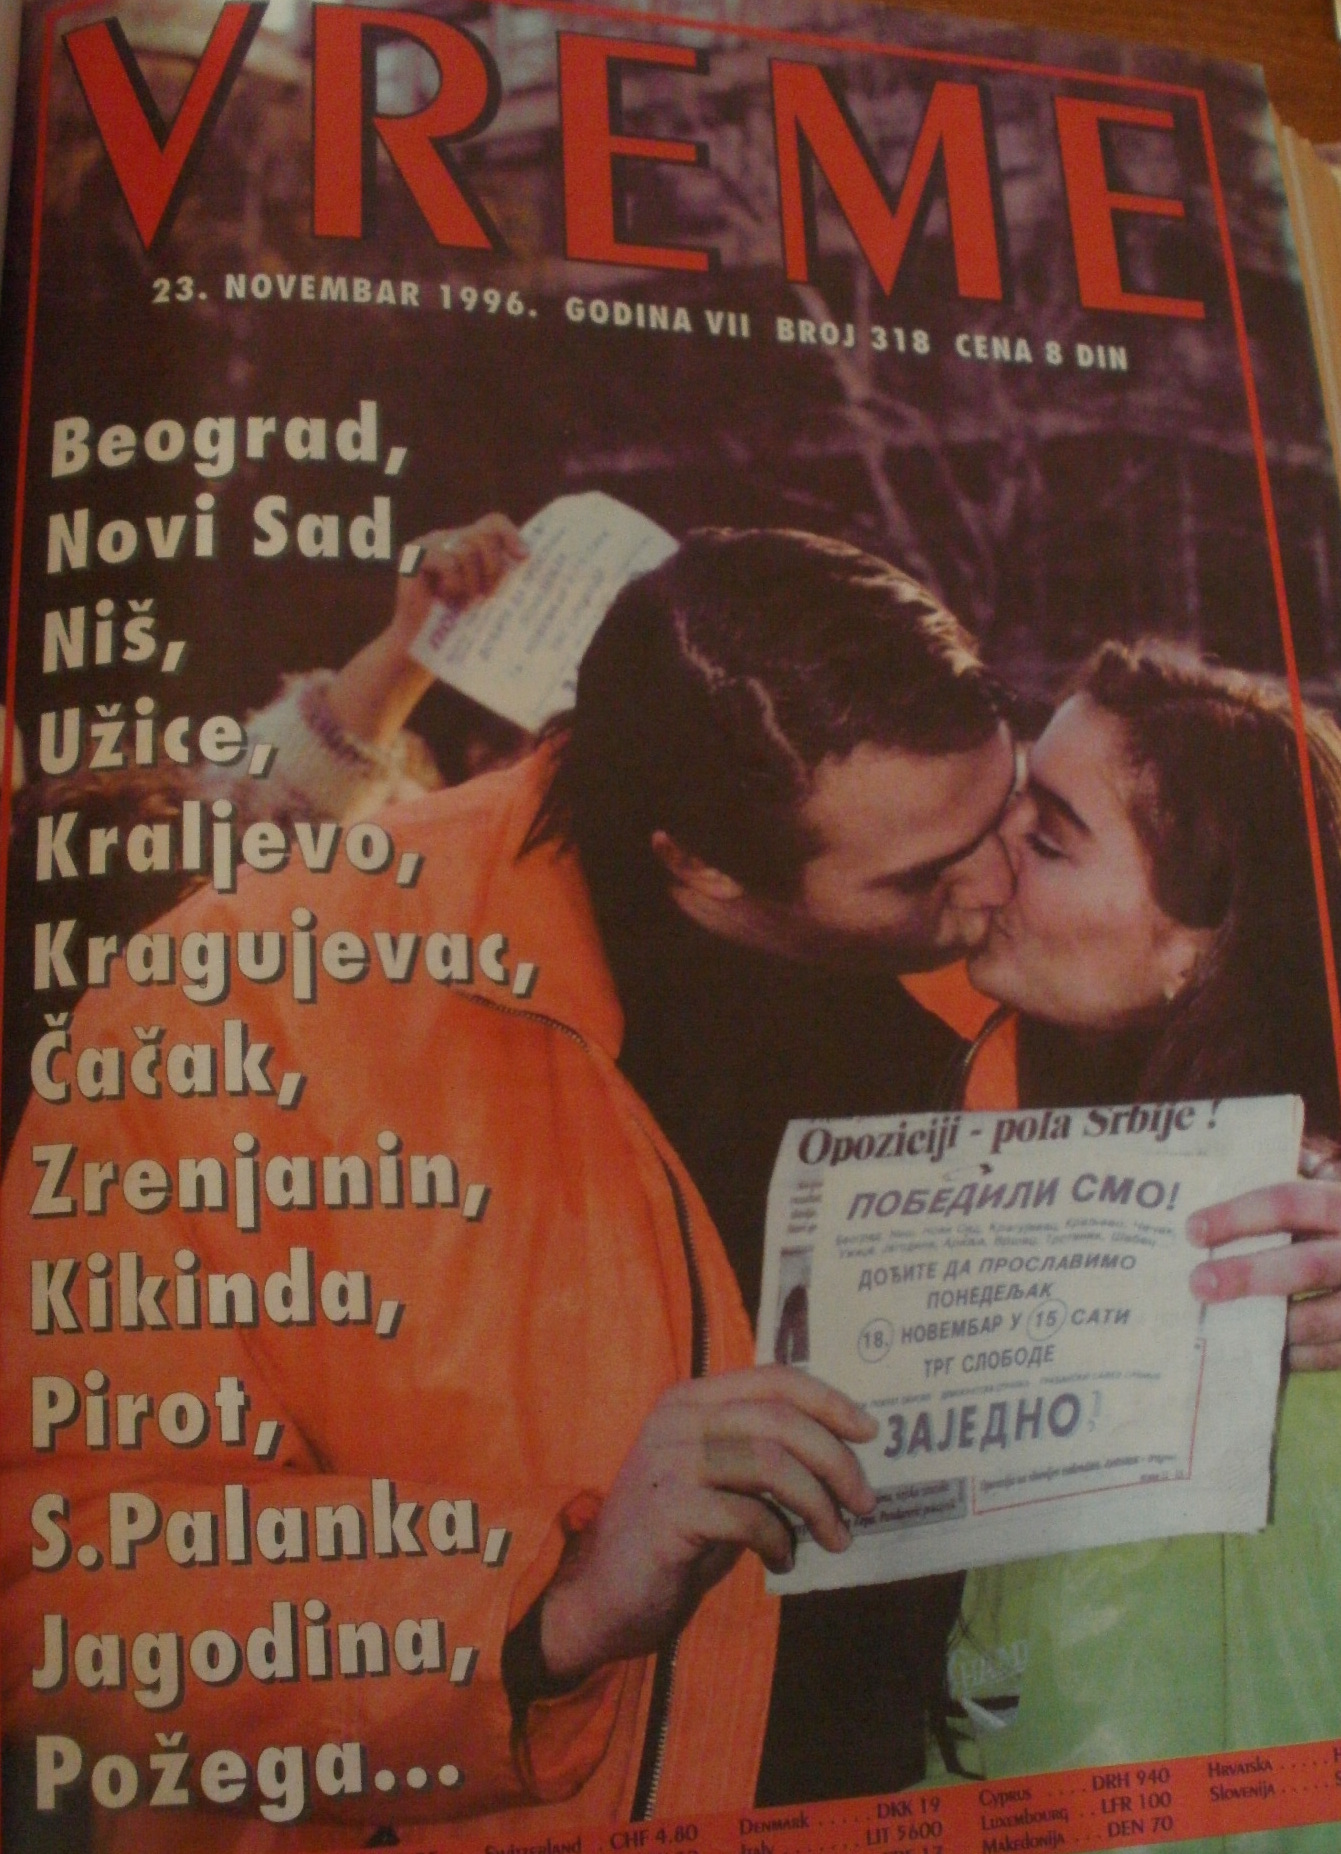 VREME
23. NOVEMBAR 1996. GODINA VII BROJ 318 CENA 8 DIN
Beograd,
Novi Sad,
Niš,
Užice,
Kraljevo,
Kragujevac,
Čačak,
Zrenjanin,
Kikinda,
Pirot,
S.Palanka,
Jagodina,
Požega...
Opoziciji - pola Srbije !
ПОБЕДИЛИ СМО!
ДОЂИТЕ ДА ПРОСЛАВИМО
ПОНЕДЕЉАК
18. НОВЕМБАР У 15 САТИ
ТРГ СЛОБОДЕ
ЗАЈЕДНО
SWITZERLAND . CHF 4.80
DENMARK ..... DKK 19
ITALY ........ LIT 5600
CYPRUS ..... DRH 940
LUXEMBOURG .. LFR 100
MAKEDONIJA ... DEN 70
HRVATSKA
SLOVENIJA